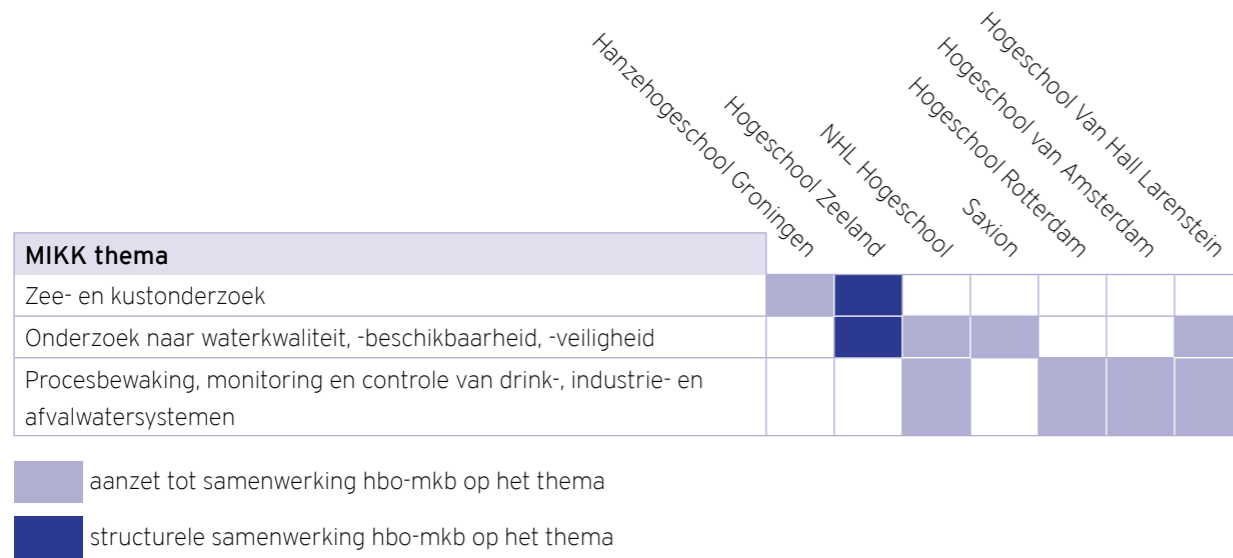 Hanzehogeschool Groningen
Hogeschool Zeeland
NHL Hogeschool
Saxion
Hogeschool Rotterdam
Hogeschool van Amsterdam
Hogeschool Van Hall Larenstein
MIKK thema
Zee- en kustonderzoek
Onderzoek naar waterkwaliteit, -beschikbaarheid, -veiligheid
Procesbewaking, monitoring en controle van drink-, industrie- en
afvalwatersystemen
aanzet tot samenwerking hbo-mkb op het thema
structurele samenwerking hbo-mkb op het thema